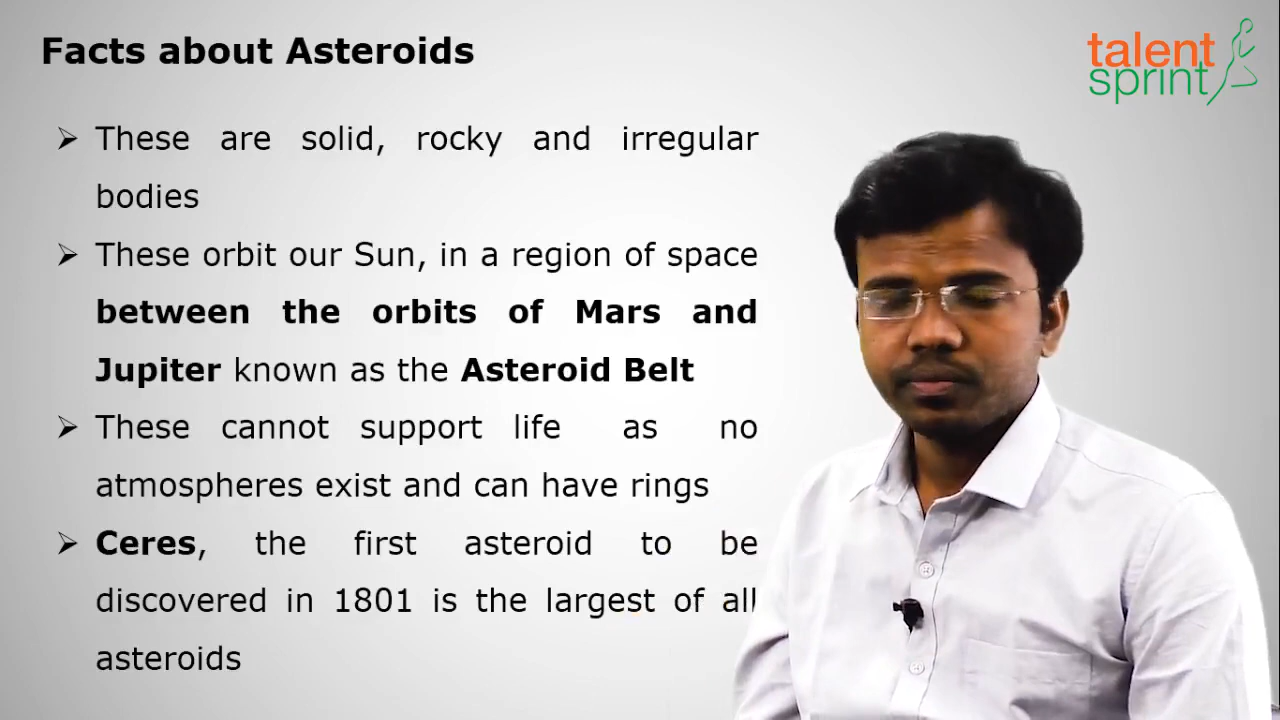 Facts about Asteroids
talent
sprint
➢ These are solid, rocky and irregular
bodies
➢ These orbit our Sun, in a region of space
between the orbits of Mars and
Jupiter known as the Asteroid Belt
➢ These cannot support life as no
atmospheres exist and can have rings
➢ Ceres, the first asteroid to be
discovered in 1801 is the largest of all
asteroids